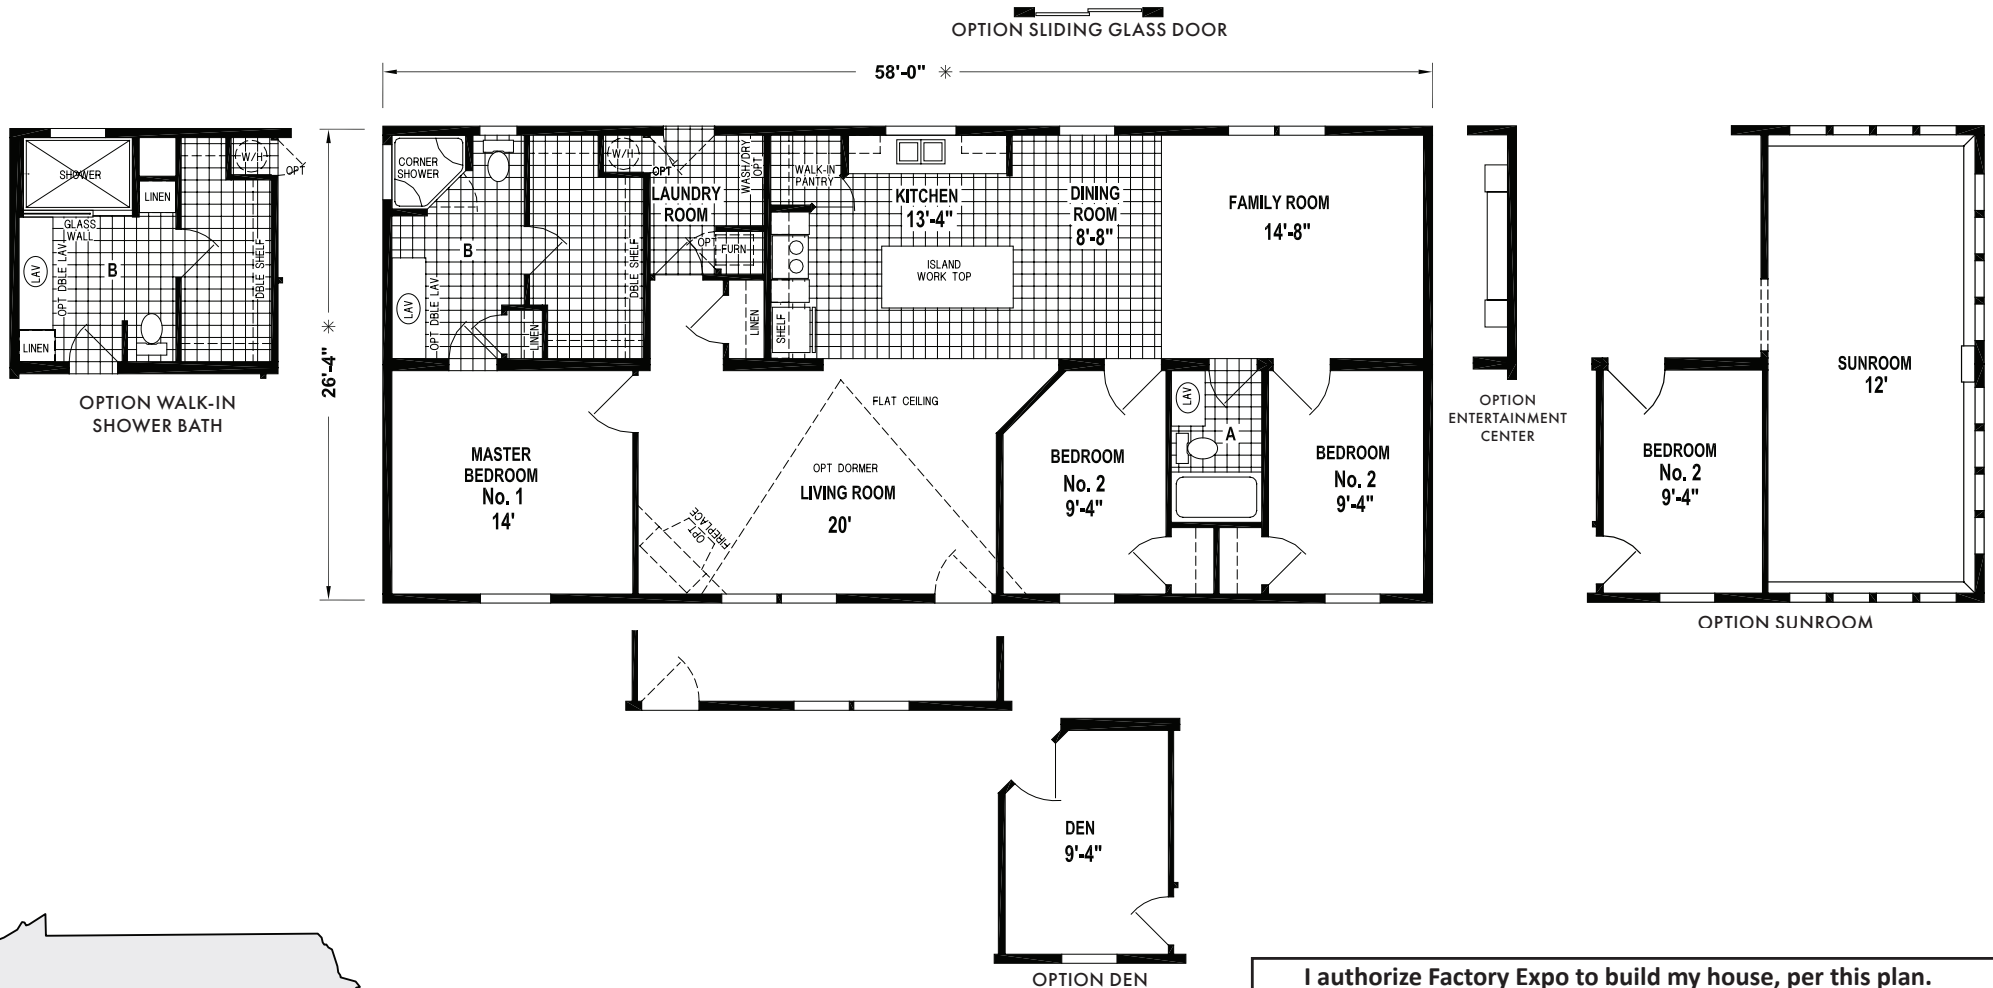 OPTION SLIDING GLASS DOOR
58'-0" ✳
26'-4" ✳
SHOWER
LINEN
W/H
OPT
GLASS
WALL
LAV
OPT DBLE LAV
B
DBLE SHELF
LINEN
OPTION WALK-IN
SHOWER BATH
CORNER
SHOWER
B
LAV
OPT DBLE LAV
LINEN
DBLE SHELF
W/H
OPT
LAUNDRY
ROOM
WASH/DRY
OPT
OPT
FURN
LINEN
WALK-IN
PANTRY
SHELF
KITCHEN
13'-4"
ISLAND
WORK TOP
DINING
ROOM
8'-8"
FAMILY ROOM
14'-8"
MASTER
BEDROOM
No. 1
14'
FLAT CEILING
OPT DORMER
LIVING ROOM
20'
OPT
FIREPLACE
BEDROOM
No. 2
9'-4"
LAV
A
BEDROOM
No. 2
9'-4"
OPTION
ENTERTAINMENT
CENTER
BEDROOM
No. 2
9'-4"
SUNROOM
12'
OPTION SUNROOM
DEN
9'-4"
OPTION DEN
I authorize Factory Expo to build my house, per this plan.